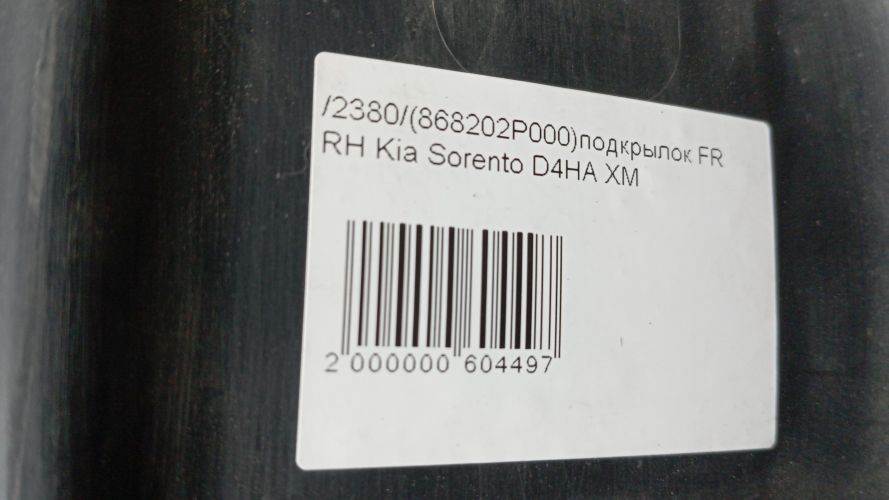 /2380/(868202P000)подкрылок FR
RH Kia Sorento D4HA XM
2 000000 604497